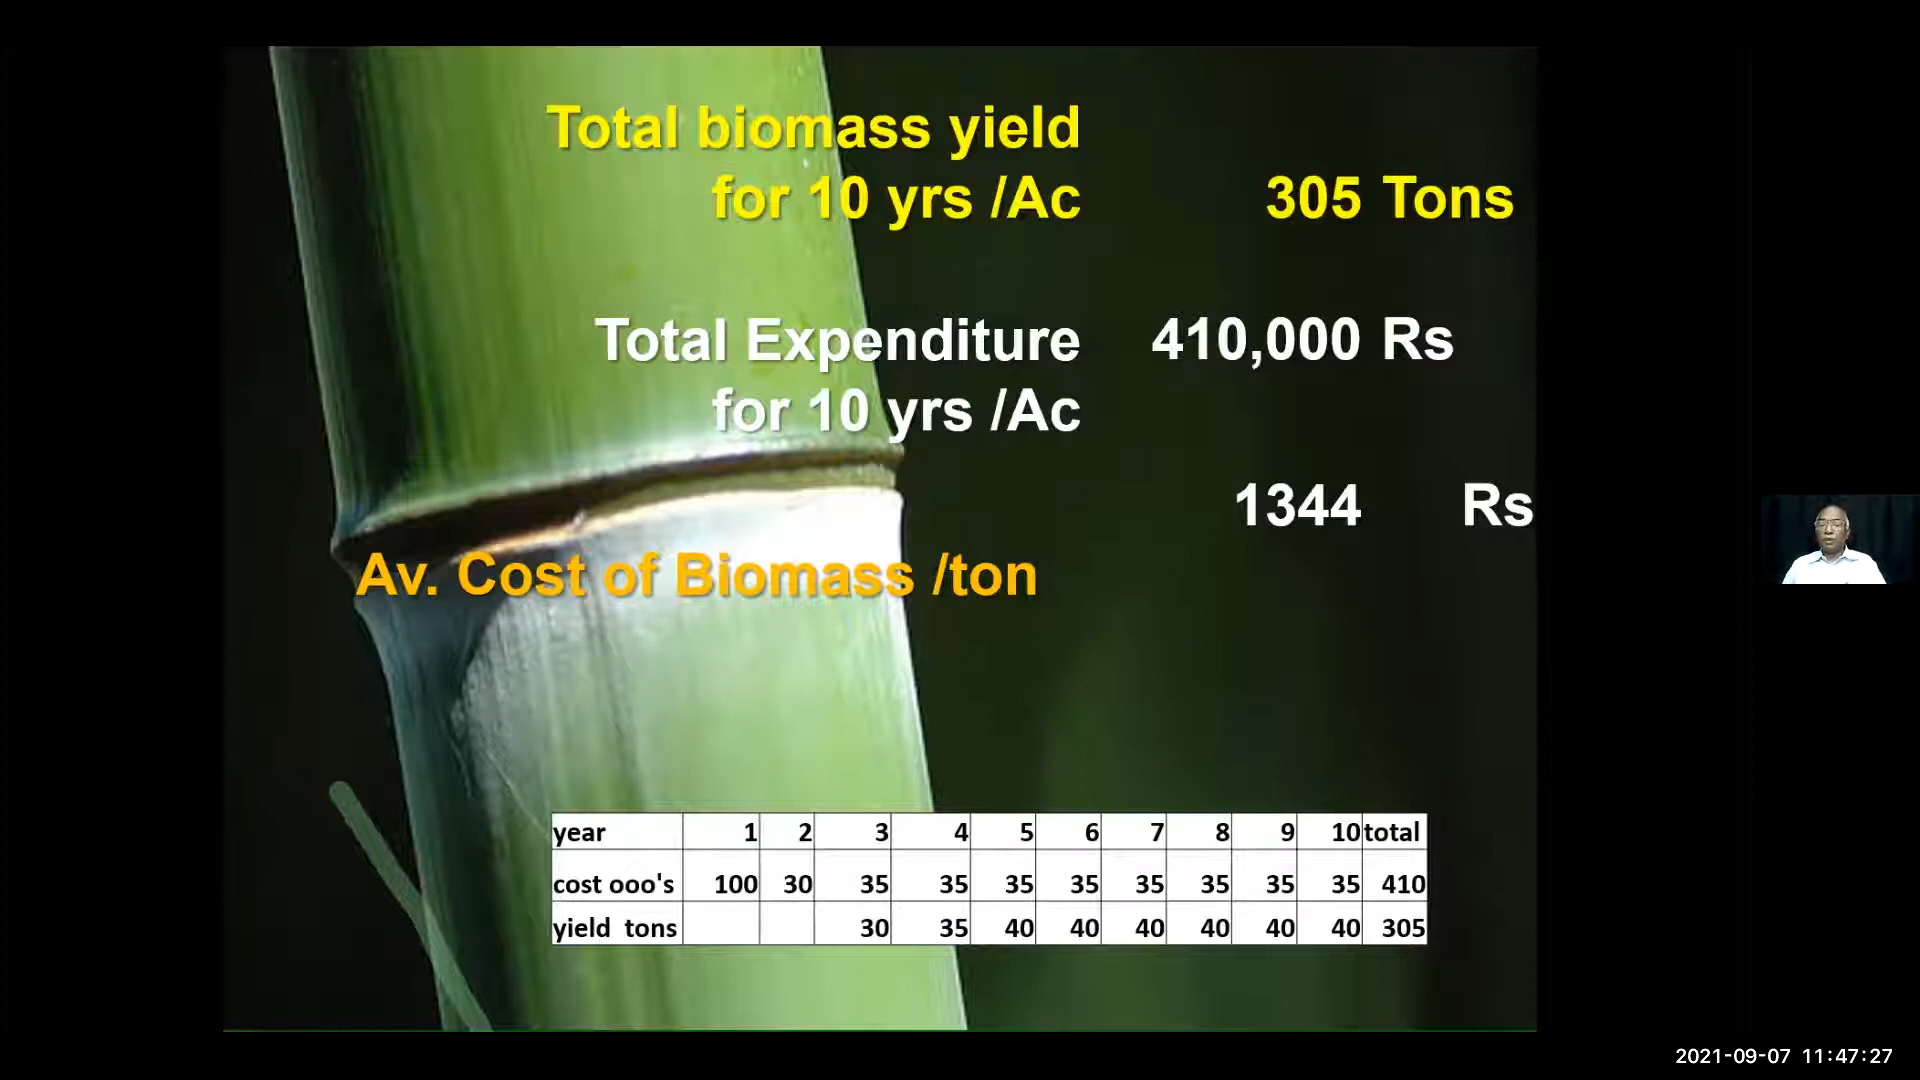 Total biomass yield
for 10 yrs /Ac 305 Tons
Total Expenditure 410,000 Rs
for 10 yrs /Ac
1344 Rs
Av. Cost of Biomass /ton
year 1 2 3 4 5 6 7 8 9 10 total
cost ooo's 100 30 35 35 35 35 35 35 35 35 410
yield tons 30 35 40 40 40 40 40 40 305
2021-09-07 11:47:27